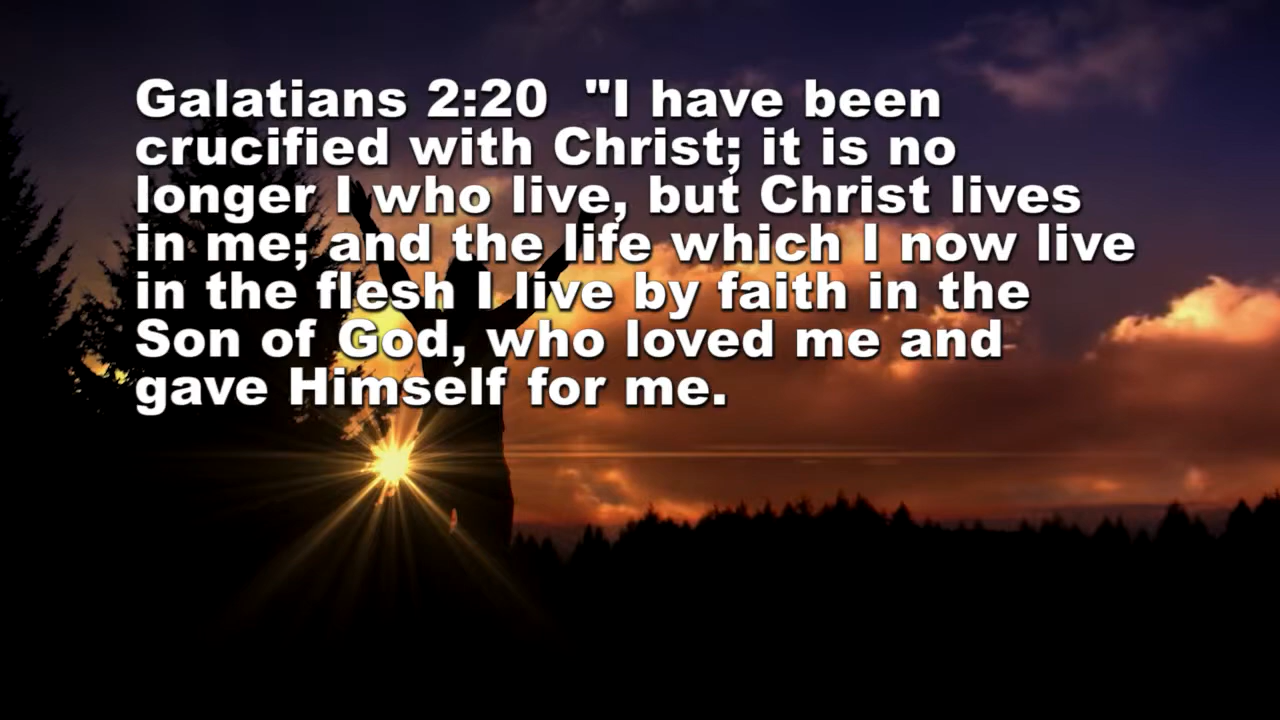 Galatians 2:20  "I have been
crucified with Christ; it is no
longer I who live, but Christ lives
in me; and the life which I now live
in the flesh I live by faith in the
Son of God, who loved me and
gave Himself for me.